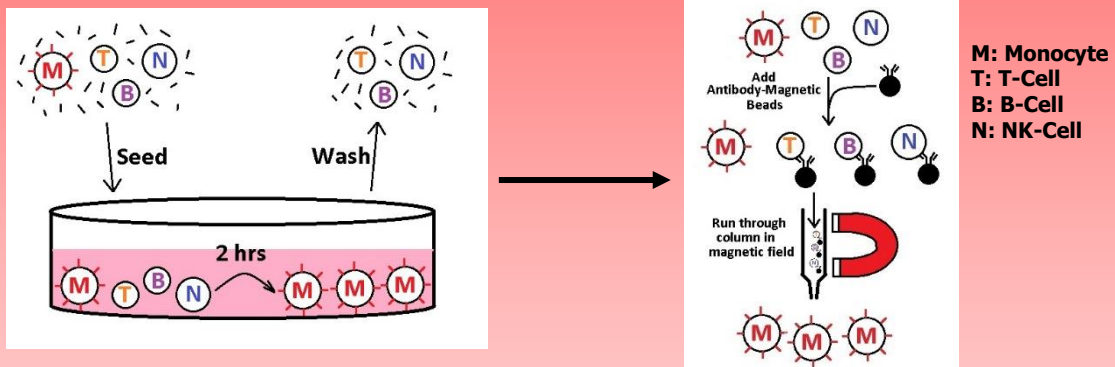 M
T
N
B
T
N
B
Seed
Wash
2 hrs
M
T
B
N
M
M
M
M
T
N
B
Add
Antibody-Magnetic
Beads
M
T
B
N
Run through
column in
magnetic field
M
M
M
M: Monocyte
T: T-Cell
B: B-Cell
N: NK-Cell